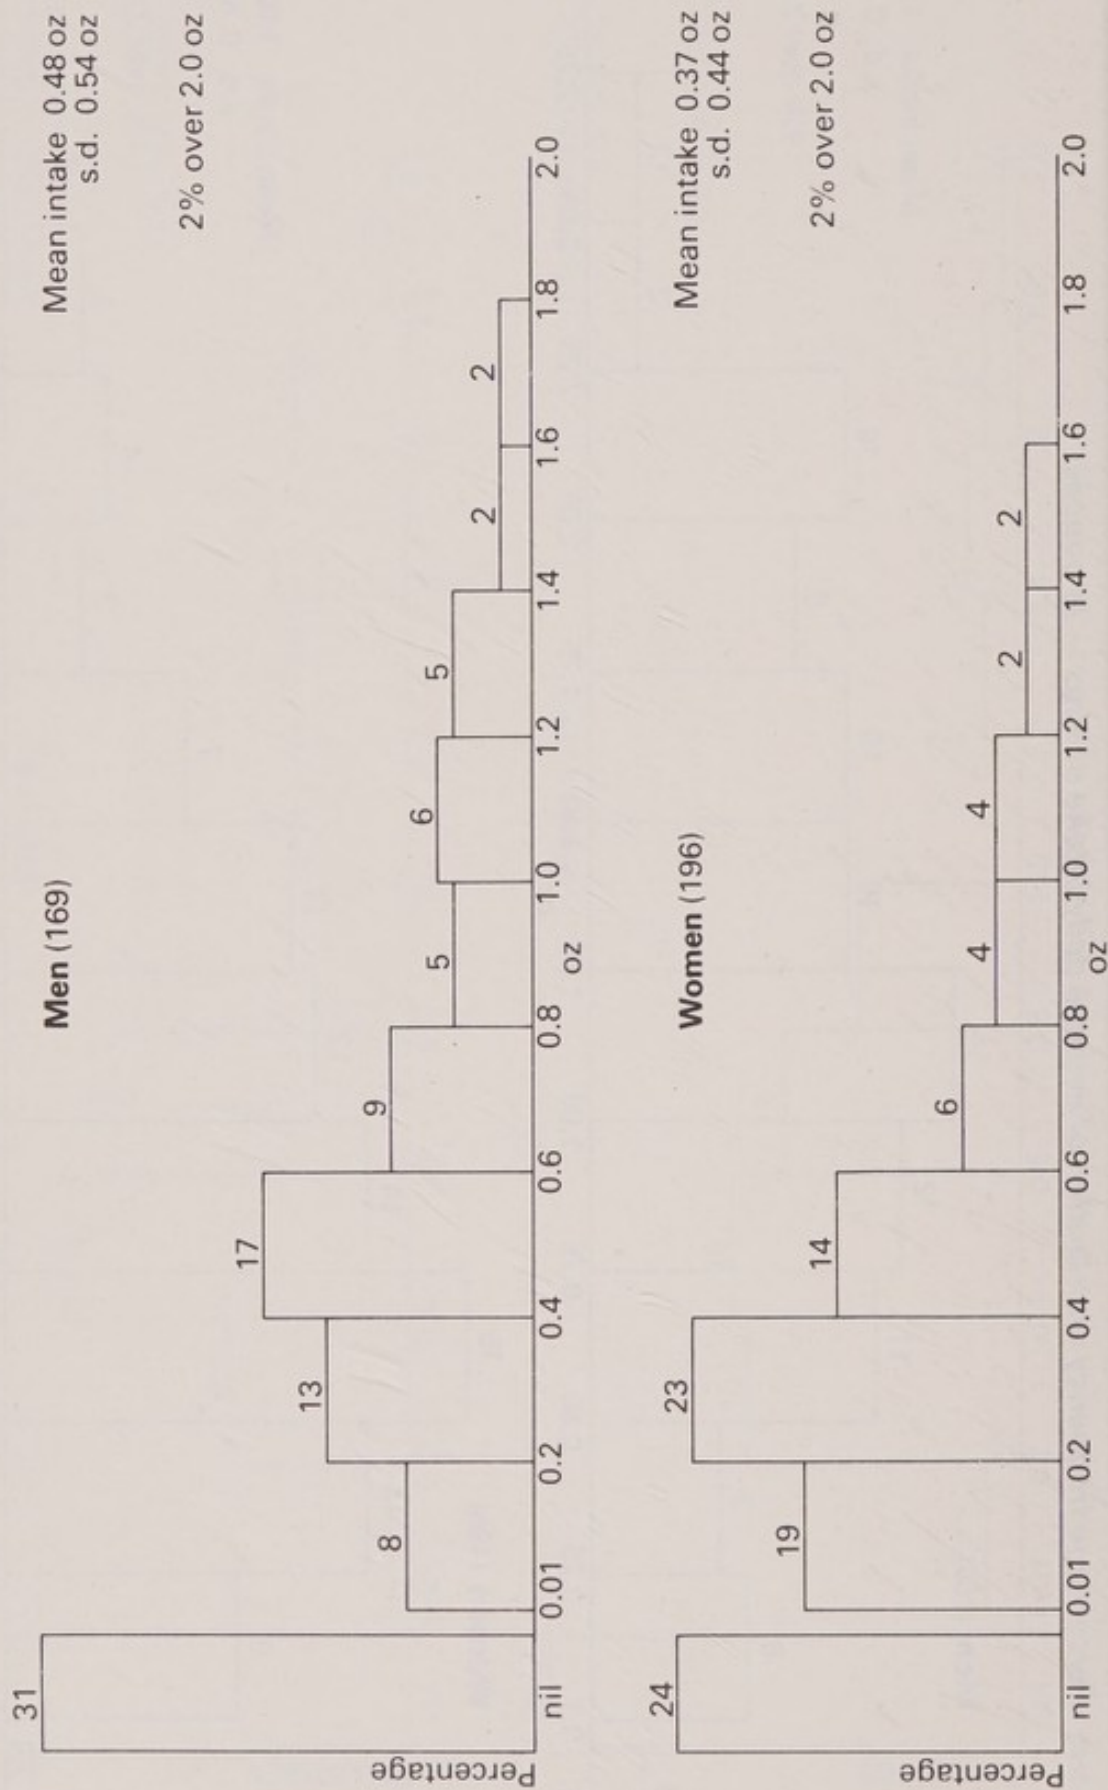 Men (169)
Mean intake 0.48 oz
s.d. 0.54 oz
2% over 2.0 oz
Percentage
31
8
13
17
9
5
6
5
2
2
nil 0.01 0.2 0.4 0.6 0.8 1.0 1.2 1.4 1.6 1.8 2.0
oz
Women (196)
Mean intake 0.37 oz
s.d. 0.44 oz
2% over 2.0 oz
Percentage
24
19
23
14
6
4
4
2
2
nil 0.01 0.2 0.4 0.6 0.8 1.0 1.2 1.4 1.6 1.8 2.0
oz